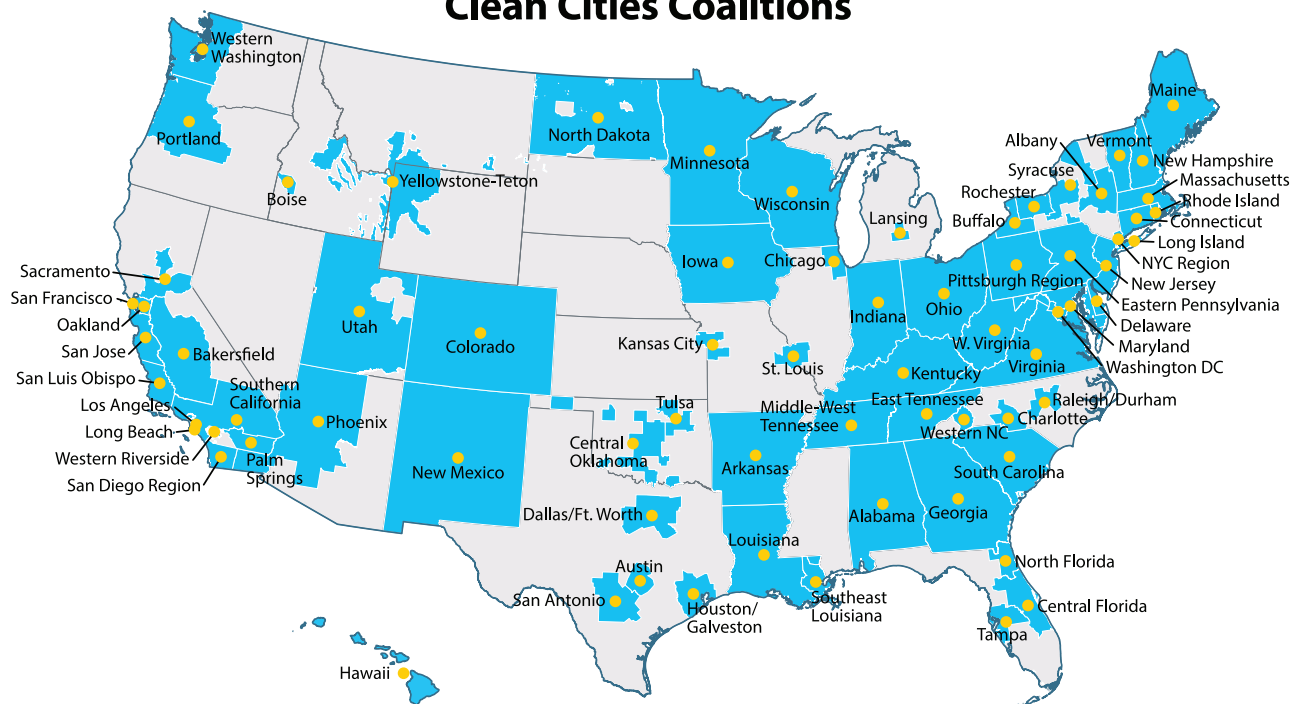 Clean Cities Coalitions
Western
Washington
Portland
Boise
Yellowstone-Teton
North Dakota
Minnesota
Wisconsin
Lansing
Iowa
Chicago
Sacramento
San Francisco
Oakland
San Jose
San Luis Obispo
Los Angeles
Long Beach
Western Riverside
San Diego Region
Bakersfield
Southern
California
Palm
Springs
Utah
Colorado
Phoenix
New Mexico
Kansas City
St. Louis
Tulsa
Central
Oklahoma
Arkansas
Dallas/Ft. Worth
Austin
San Antonio
Houston/
Galveston
Louisiana
Southeast
Louisiana
Indiana
Ohio
Kentucky
Middle-West
Tennessee
East Tennessee
Western NC
Charlotte
Raleigh/Durham
South Carolina
Alabama
Georgia
North Florida
Central Florida
Tampa
W. Virginia
Virginia
Pittsburgh Region
Maine
Albany
Vermont
Syracuse
Rochester
Buffalo
New Hampshire
Massachusetts
Rhode Island
Connecticut
Long Island
NYC Region
New Jersey
Eastern Pennsylvania
Delaware
Maryland
Washington DC
Hawaii